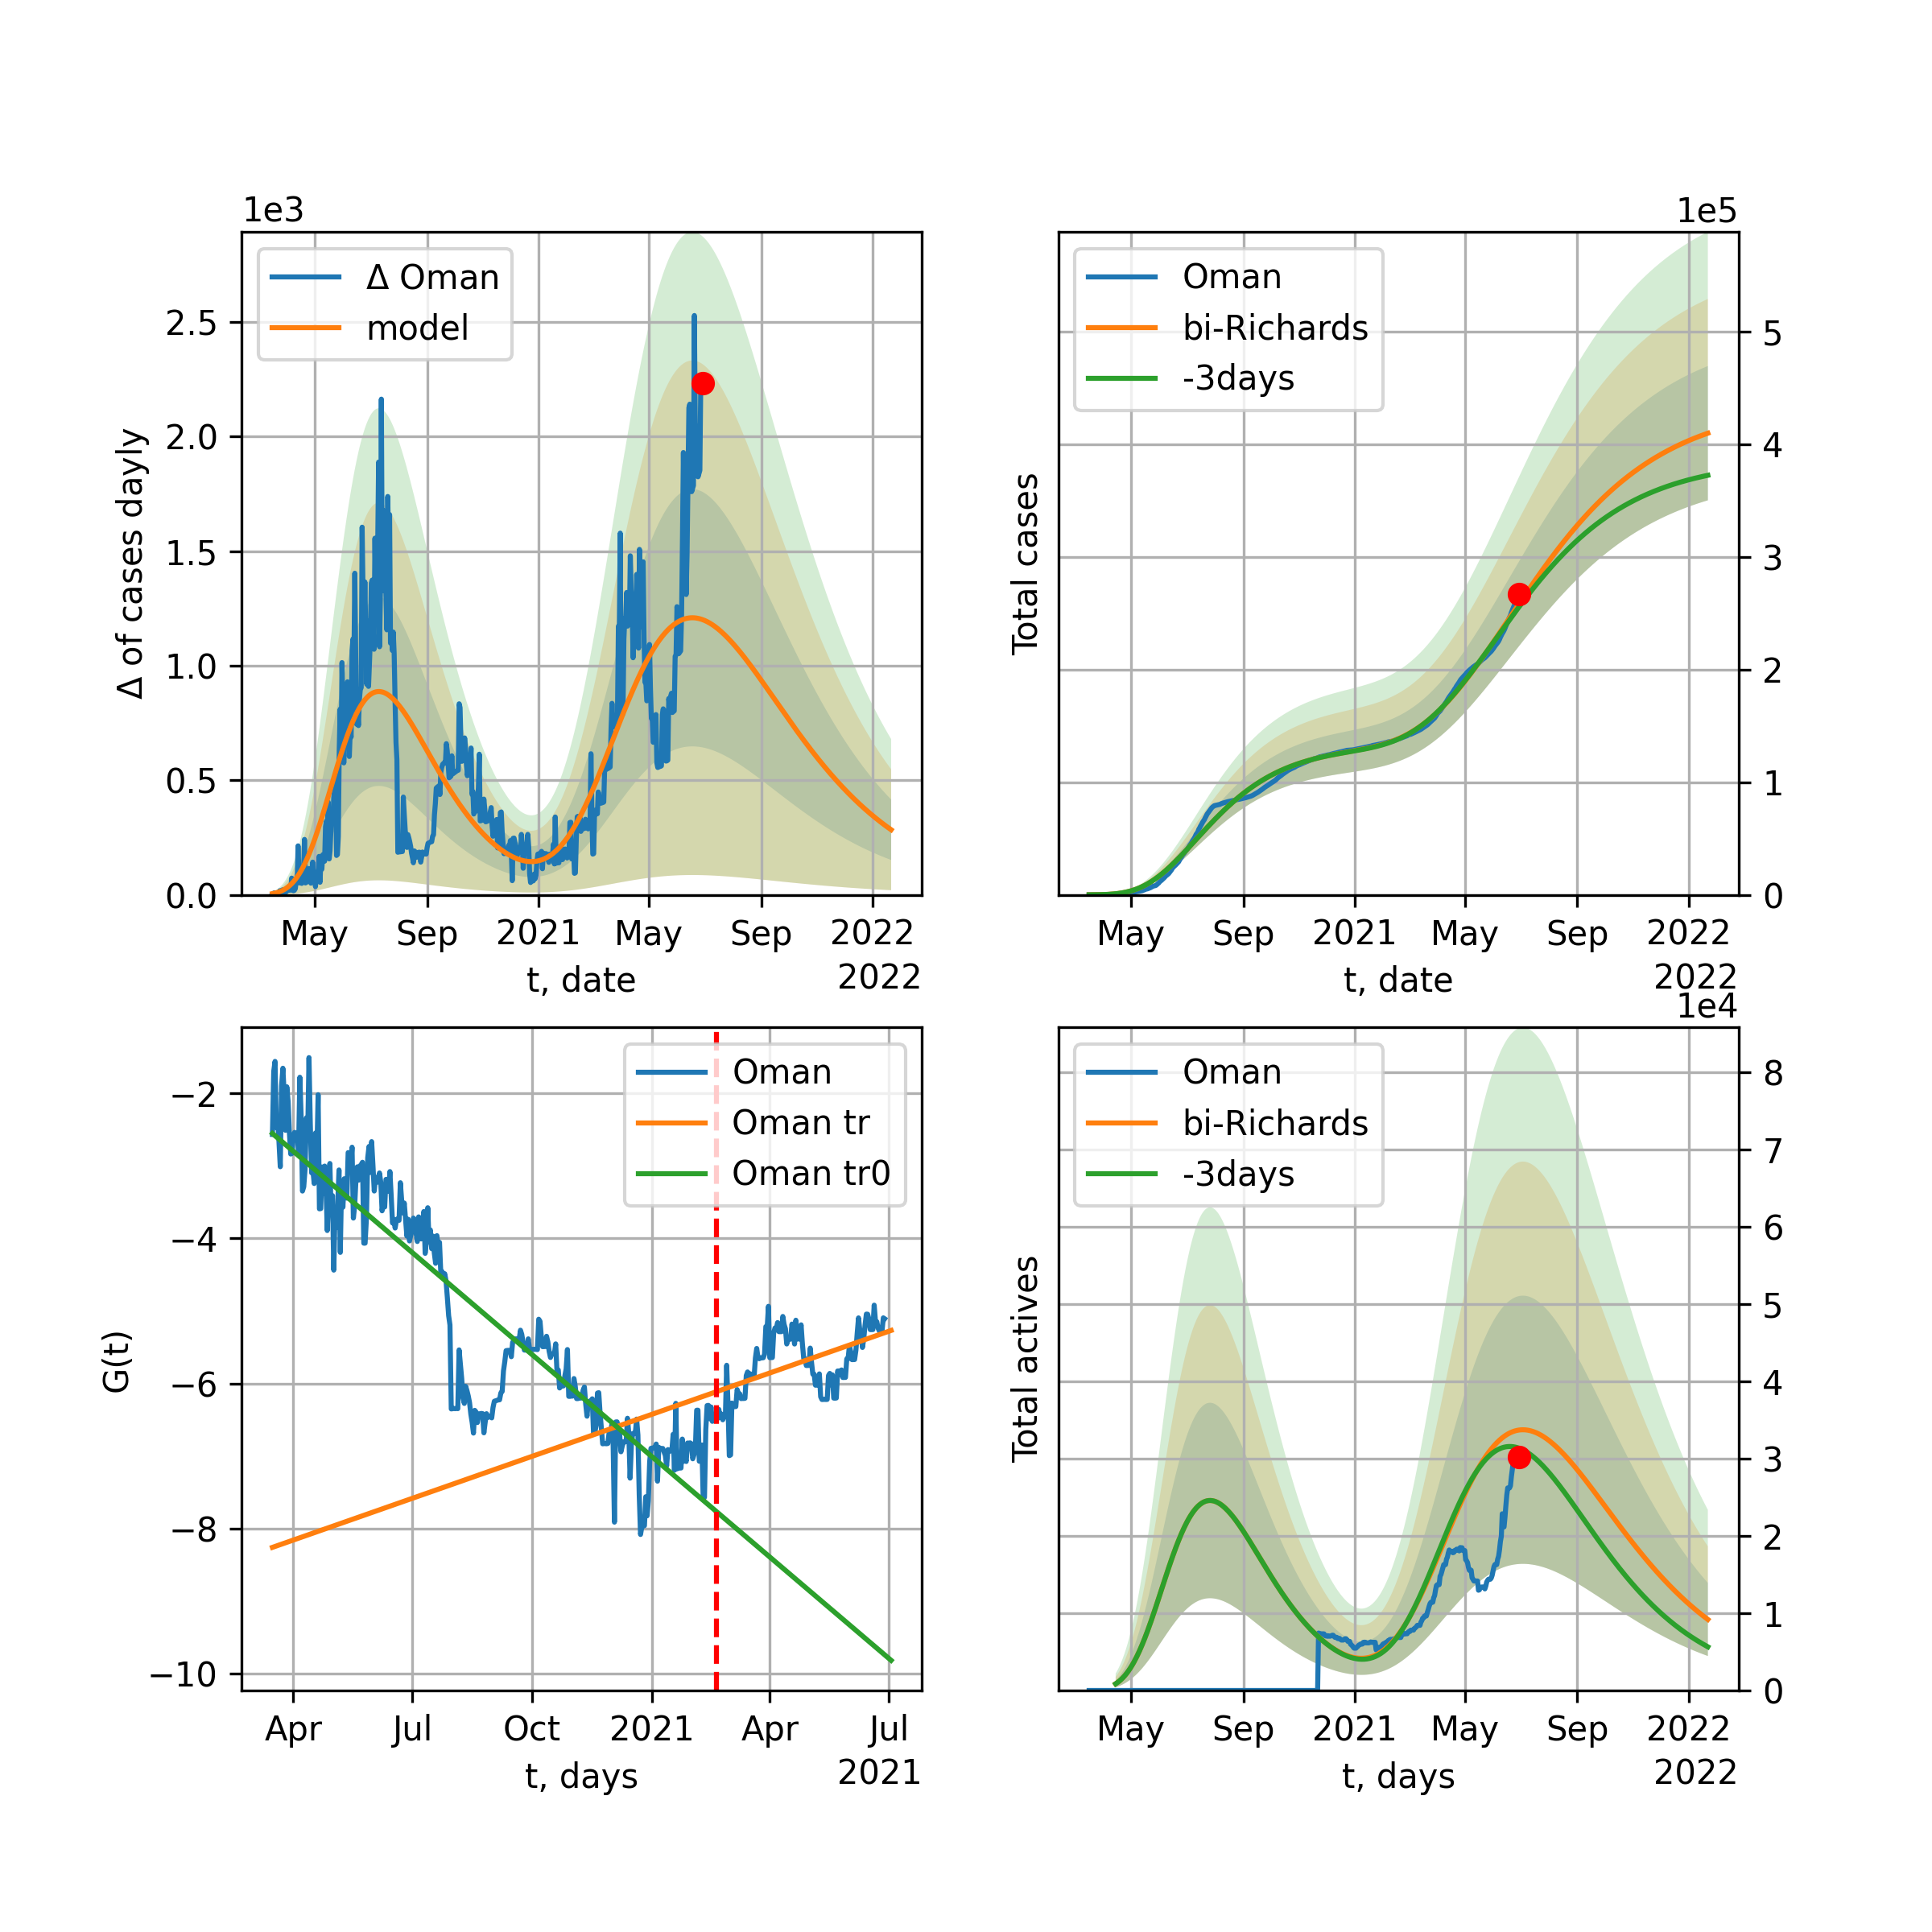 1e3
Δ Oman
model
2.5
2.0
1.5
1.0
0.5
0.0
Δ of cases dayly
May Sep 2021 May Sep 2022
t, date
2022
1e5
Oman
bi-Richards
-3days
5
4
3
2
1
0
Total cases
May Sep 2021 May Sep 2022
t, date
2022
Oman
Oman tr
Oman tr0
−2
−4
−6
−8
−10
G(t)
Apr Jul Oct 2021 Apr Jul
t, days
2021
1e4
Oman
bi-Richards
-3days
8
7
6
5
4
3
2
1
0
Total actives
May Sep 2021 May Sep 2022
t, days
2022